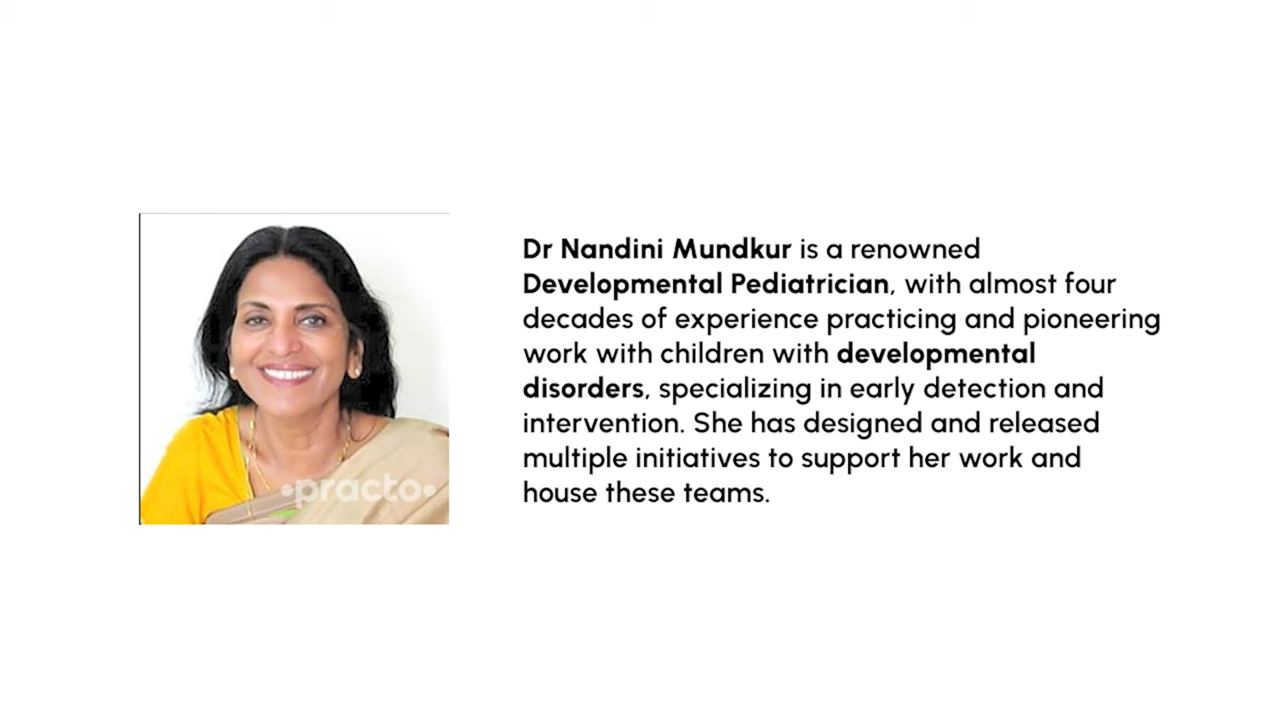 Dr Nandini Mundkur is a renowned
Developmental Pediatrician, with almost four
decades of experience practicing and pioneering
work with children with developmental
disorders, specializing in early detection and
intervention. She has designed and released
multiple initiatives to support her work and
house these teams.
•practo•